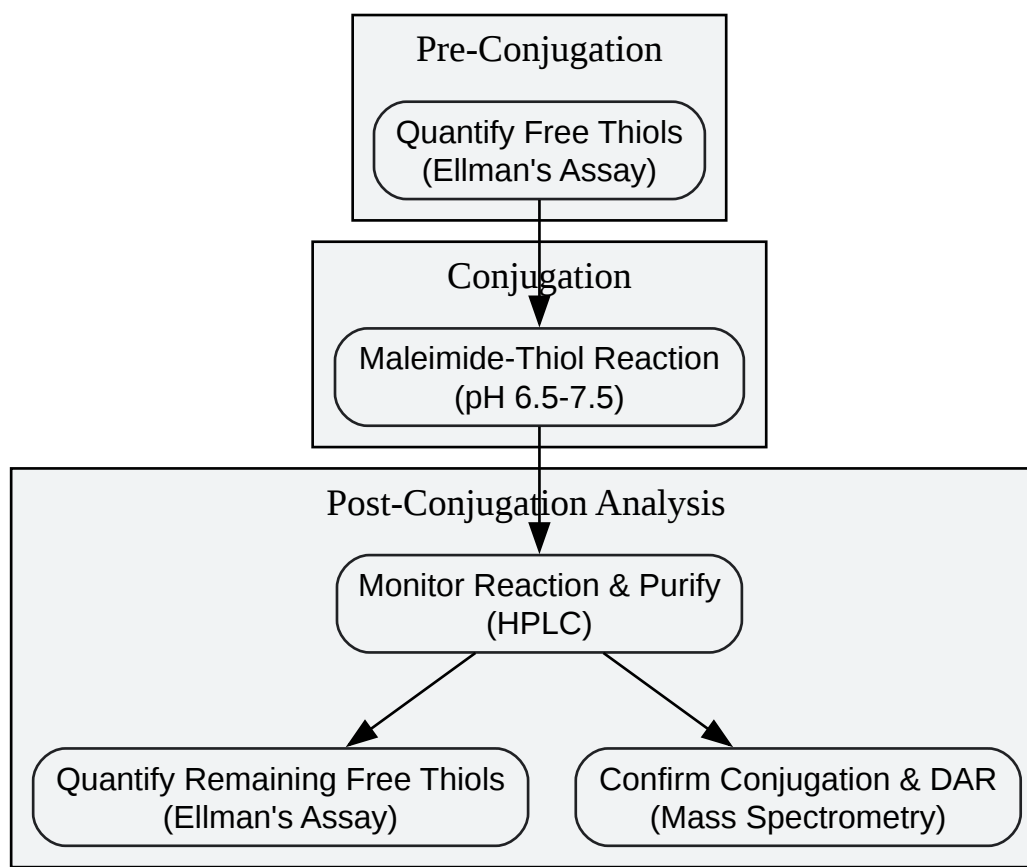 Pre-Conjugation
Quantify Free Thiols
(Ellman's Assay)
Conjugation
Maleimide-Thiol Reaction
(pH 6.5-7.5)
Post-Conjugation Analysis
Monitor Reaction & Purify
(HPLC)
Quantify Remaining Free Thiols
(Ellman's Assay)
Confirm Conjugation & DAR
(Mass Spectrometry)